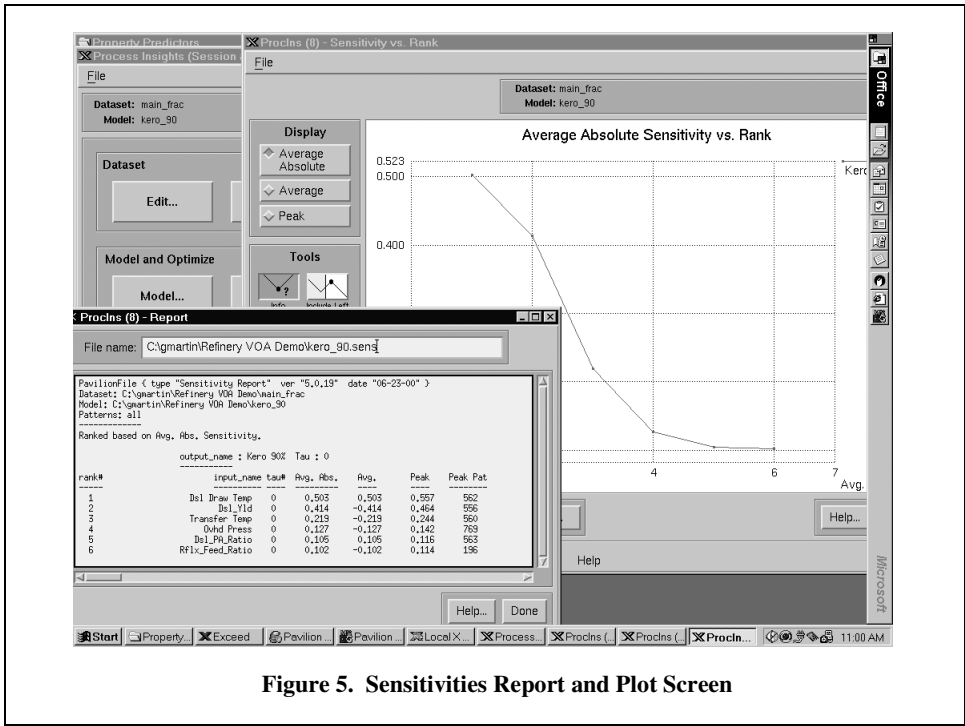 Property Predictors
Process Insights (Session
File
Dataset: main_frac
Model: kero_90
Dataset
Edit...
Model and Optimize
Model...
ProcIns (8) - Sensitivity vs. Rank
File
Dataset: main_frac
Model: kero_90
Display
Average Absolute
Average
Peak
Tools
Info
Include Left
Average Absolute Sensitivity vs. Rank
0.523
0.500
0.400
Kero
4
6
7
Avg.
Help...
Help
ProcIns (8) - Report
File name: C:\gmartin\Refinery VOA Demo\kero_90.sens
PavilionFile { type "Sensitivity Report" ver "5.0.19" date "06-23-00" }
Dataset: C:\gmartin\Refinery VOA Demo\main_frac
Model: C:\gmartin\Refinery VOA Demo\kero_90
Patterns: all
-------------
Ranked based on Avg. Abs. Sensitivity.
output_name : Kero 90% Tau : 0
-----------
rank# input_name tau# Avg. Abs. Avg. Peak Peak Pat
----- ---------- ---- --------- --------- --------- --------
1 Dsl Draw Temp 0 0.503 0.503 0.557 562
2 Dsl_Yld 0 0.414 -0.414 0.464 556
3 Transfer Temp 0 0.219 -0.219 0.244 560
4 Ovhd Press 0 0.127 -0.127 0.142 769
5 Dsl_PA_Ratio 0 0.105 0.105 0.116 563
6 Rflx_Feed_Ratio 0 0.102 -0.102 0.114 196
Help...
Done
Office
Microsoft
Start Property... Exceed Pavilion ... Pavilion ... Local X... Process... ProcIns (... ProcIns (... ProcIn... 11:00 AM
Figure 5. Sensitivities Report and Plot Screen